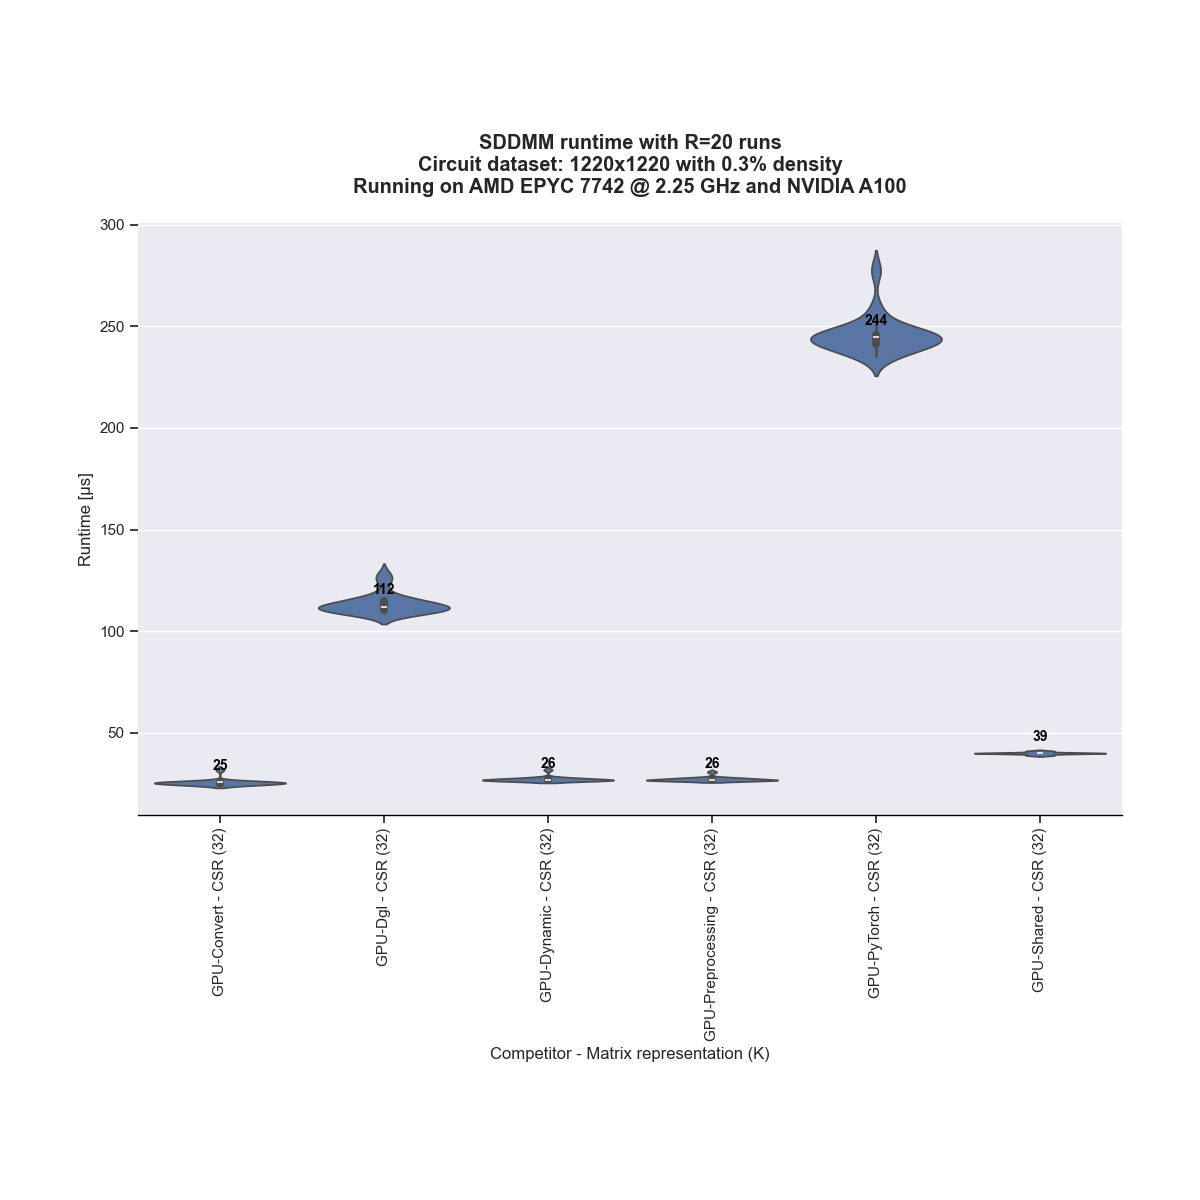 SDDMM runtime with R=20 runs
Circuit dataset: 1220x1220 with 0.3% density
Running on AMD EPYC 7742 @ 2.25 GHz and NVIDIA A100
300
250
200
150
100
50
Runtime [µs]
25
112
26
26
244
39
GPU-Convert - CSR (32)
GPU-Dgl - CSR (32)
GPU-Dynamic - CSR (32)
GPU-Preprocessing - CSR (32)
GPU-PyTorch - CSR (32)
GPU-Shared - CSR (32)
Competitor - Matrix representation (K)